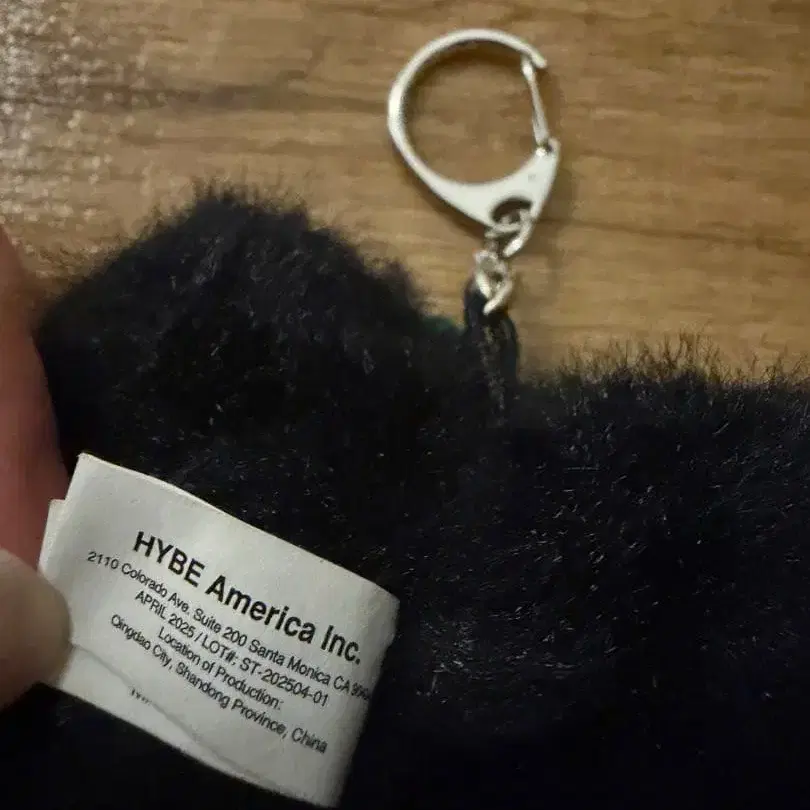 HYBE America Inc.
2110 Colorado Ave. Suite 200 Santa Monica CA
APRIL 2025 / LOT#: ST-202504-01
Location of Production:
Qingdao City, Shandong Province, China